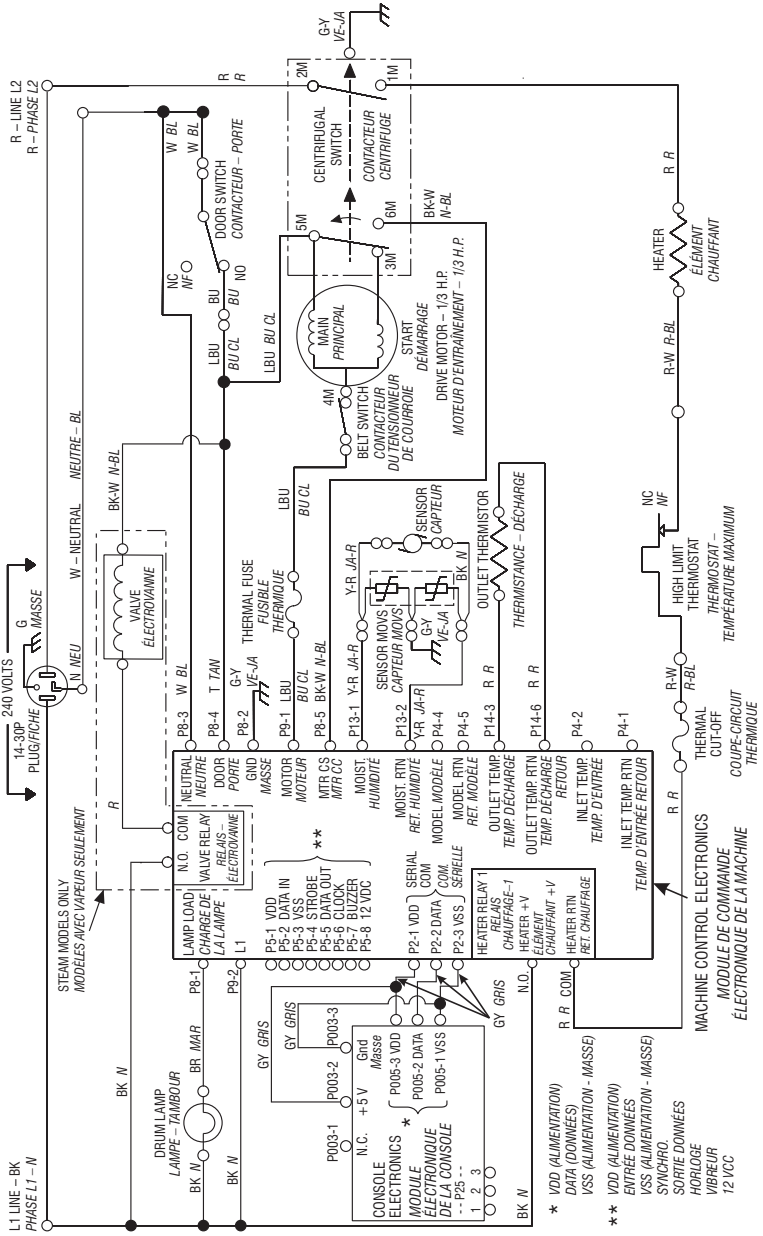 L1 LINE – BK
PHASE L1 – N
240 VOLTS
14-30P
PLUG/FICHE
G
MASSE
N NEU
W – NEUTRAL
NEUTRE – BL
R – LINE L2
R – PHASE L2
STEAM MODELS ONLY
MODÈLES AVEC VAPEUR SEULEMENT
BK N
R
VALVE
ÉLECTROVANNE
BK-W N-BL
DOOR SWITCH
CONTACTEUR – PORTE
W BL
W BL
NC
NF
NO
BU
BU
LBU
BU CL
R
R
DRUM LAMP
LAMPE – TAMBOUR
BK N
BR MAR
P8-1
P9-2
BK N
LAMP LOAD
CHARGE DE
LA LAMPE
L1
N.O. COM
VALVE RELAY
RELAIS –
ÉLECTROVANNE
NEUTRAL
NEUTRE
P8-3
W BL
DOOR
PORTE
P8-4
T TAN
GND
MASSE
P8-2
G-Y
VE-JA
MOTOR
MOTEUR
P9-1
LBU
BU CL
THERMAL FUSE
FUSIBLE
THERMIQUE
LBU
BU CL
MTR CS
MTR CC
P8-5
BK-W N-BL
MOIST.
HUMIDITÉ
P13-1
Y-R JA-R
Y-R JA-R
MOIST. RTN
RET. HUMIDITÉ
P13-2
Y-R JA-R
MODEL MODÈLE
P4-4
MODEL RTN
RET. MODÈLE
P4-5
OUTLET TEMP
TEMP. DÉCHARGE
P14-3
R R
OUTLET TEMP. RTN
TEMP. DÉCHARGE
RETOUR
P14-6
R R
INLET TEMP.
TEMP. D'ENTRÉE
P4-2
INLET TEMP. RTN
TEMP. D'ENTRÉE RETOUR
P4-1
SENSOR MOVS
CAPTEUR MOVS
G-Y
VE-JA
SENSOR
CAPTEUR
BK N
OUTLET THERMISTOR
THERMISTANCE – DÉCHARGE
LBU BU CL
4M
BELT SWITCH
CONTACTEUR
DU TENSIONNEUR
DE COURROIE
MAIN
PRINCIPAL
START
DÉMARRAGE
DRIVE MOTOR – 1/3 H.P.
MOTEUR D'ENTRAÎNEMENT – 1/3 H.P.
5M
3M
6M
BK-W
N-BL
CENTRIFUGAL
SWITCH
CONTACTEUR
CENTRIFUGE
2M
1M
G-Y
VE-JA
**
P5-1 VDD
P5-2 DATA IN
P5-3 VSS
P5-4 STROBE
P5-5 DATA OUT
P5-6 CLOCK
P5-7 BUZZER
P5-8 12 VDC
SERIAL
COM
COM.
SERIELLE
P2-1 VDD
P2-2 DATA
P2-3 VSS
HEATER RELAY 1
RELAIS
CHAUFFAGE–1
HEATER +V
ÉLÉMENT
CHAUFFANT +V
HEATER RTN
RET. CHAUFFAGE
N.O.
COM
R R
BK N
GY GRIS
GY GRIS
GY GRIS
P003-1
P003-2
P003-3
N.C.
+5 V
Gnd
Masse
CONSOLE
ELECTRONICS
MODULE
ÉLECTRONIQUE
DE LA CONSOLE
*
P005-3 VDD
P005-2 DATA
P005-1 VSS
- - P25 - -
1 2 3
MACHINE CONTROL ELECTRONICS
MODULE DE COMMANDE
ÉLECTRONIQUE DE LA MACHINE
R R
THERMAL
CUT-OFF
COUPE-CIRCUIT
THERMIQUE
R-W
R-BL
HIGH LIMIT
THERMOSTAT
THERMOSTAT –
TEMPÉRATURE MAXIMUM
NC
NF
R-W R-BL
HEATER
ÉLÉMENT
CHAUFFANT
R R
* VDD (ALIMENTATION)
DATA (DONNÉES)
VSS (ALIMENTATION - MASSE)
** VDD (ALIMENTATION)
ENTRÉE DONNÉES
VSS (ALIMENTATION - MASSE)
SYNCHRO.
SORTIE DONNÉES
HORLOGE
VIBREUR
12 VCC